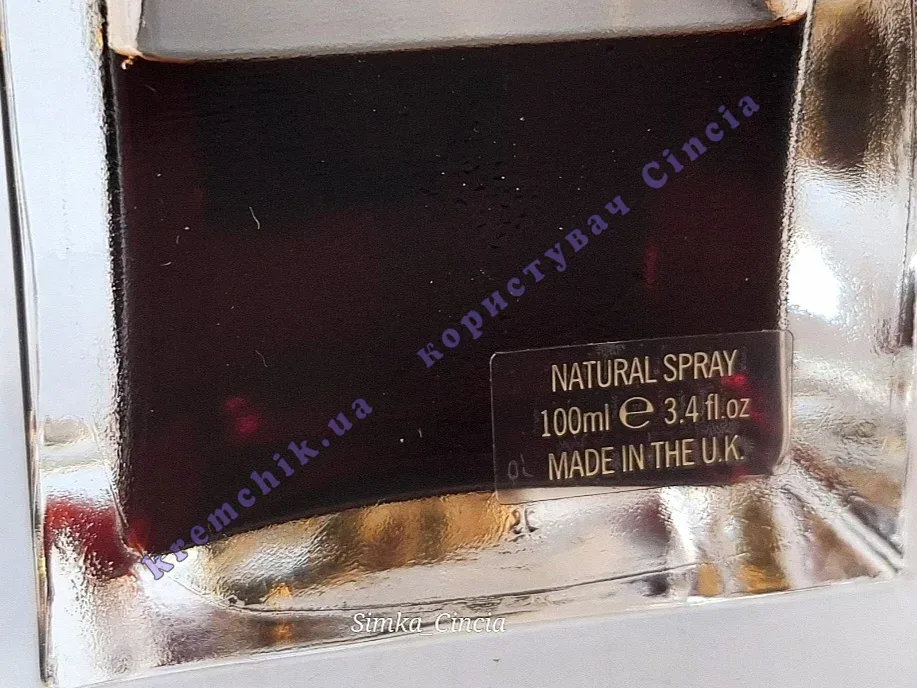 kremchik.ua користувач Cincia
NATURAL SPRAY
100ml ℮ 3.4 fl.oz
MADE IN THE U.K.
Simka_Cincia